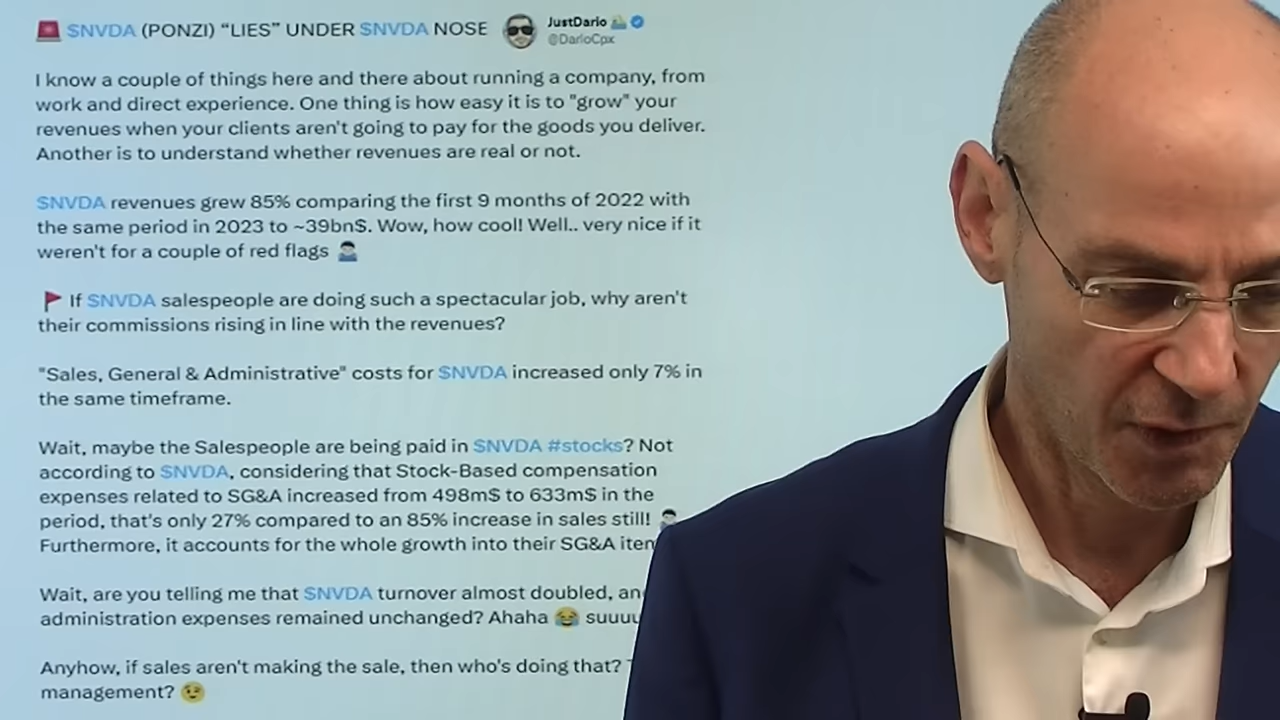 $NVDA (PONZI) “LIES” UNDER $NVDA NOSE
JustDario
@DarioCpx
I know a couple of things here and there about running a company, from
work and direct experience. One thing is how easy it is to "grow" your
revenues when your clients aren't going to pay for the goods you deliver.
Another is to understand whether revenues are real or not.
$NVDA revenues grew 85% comparing the first 9 months of 2022 with
the same period in 2023 to ~39bn$. Wow, how cool! Well.. very nice if it
weren't for a couple of red flags
If $NVDA salespeople are doing such a spectacular job, why aren't
their commissions rising in line with the revenues?
"Sales, General & Administrative" costs for $NVDA increased only 7% in
the same timeframe.
Wait, maybe the Salespeople are being paid in $NVDA #stocks? Not
according to $NVDA, considering that Stock-Based compensation
expenses related to SG&A increased from 498m$ to 633m$ in the
period, that's only 27% compared to an 85% increase in sales still!
Furthermore, it accounts for the whole growth into their SG&A
Wait, are you telling me that $NVDA turnover almost doubled,
administration expenses remained unchanged? Ahaha
Anyhow, if sales aren't making the sale, then who's doing that?
management?